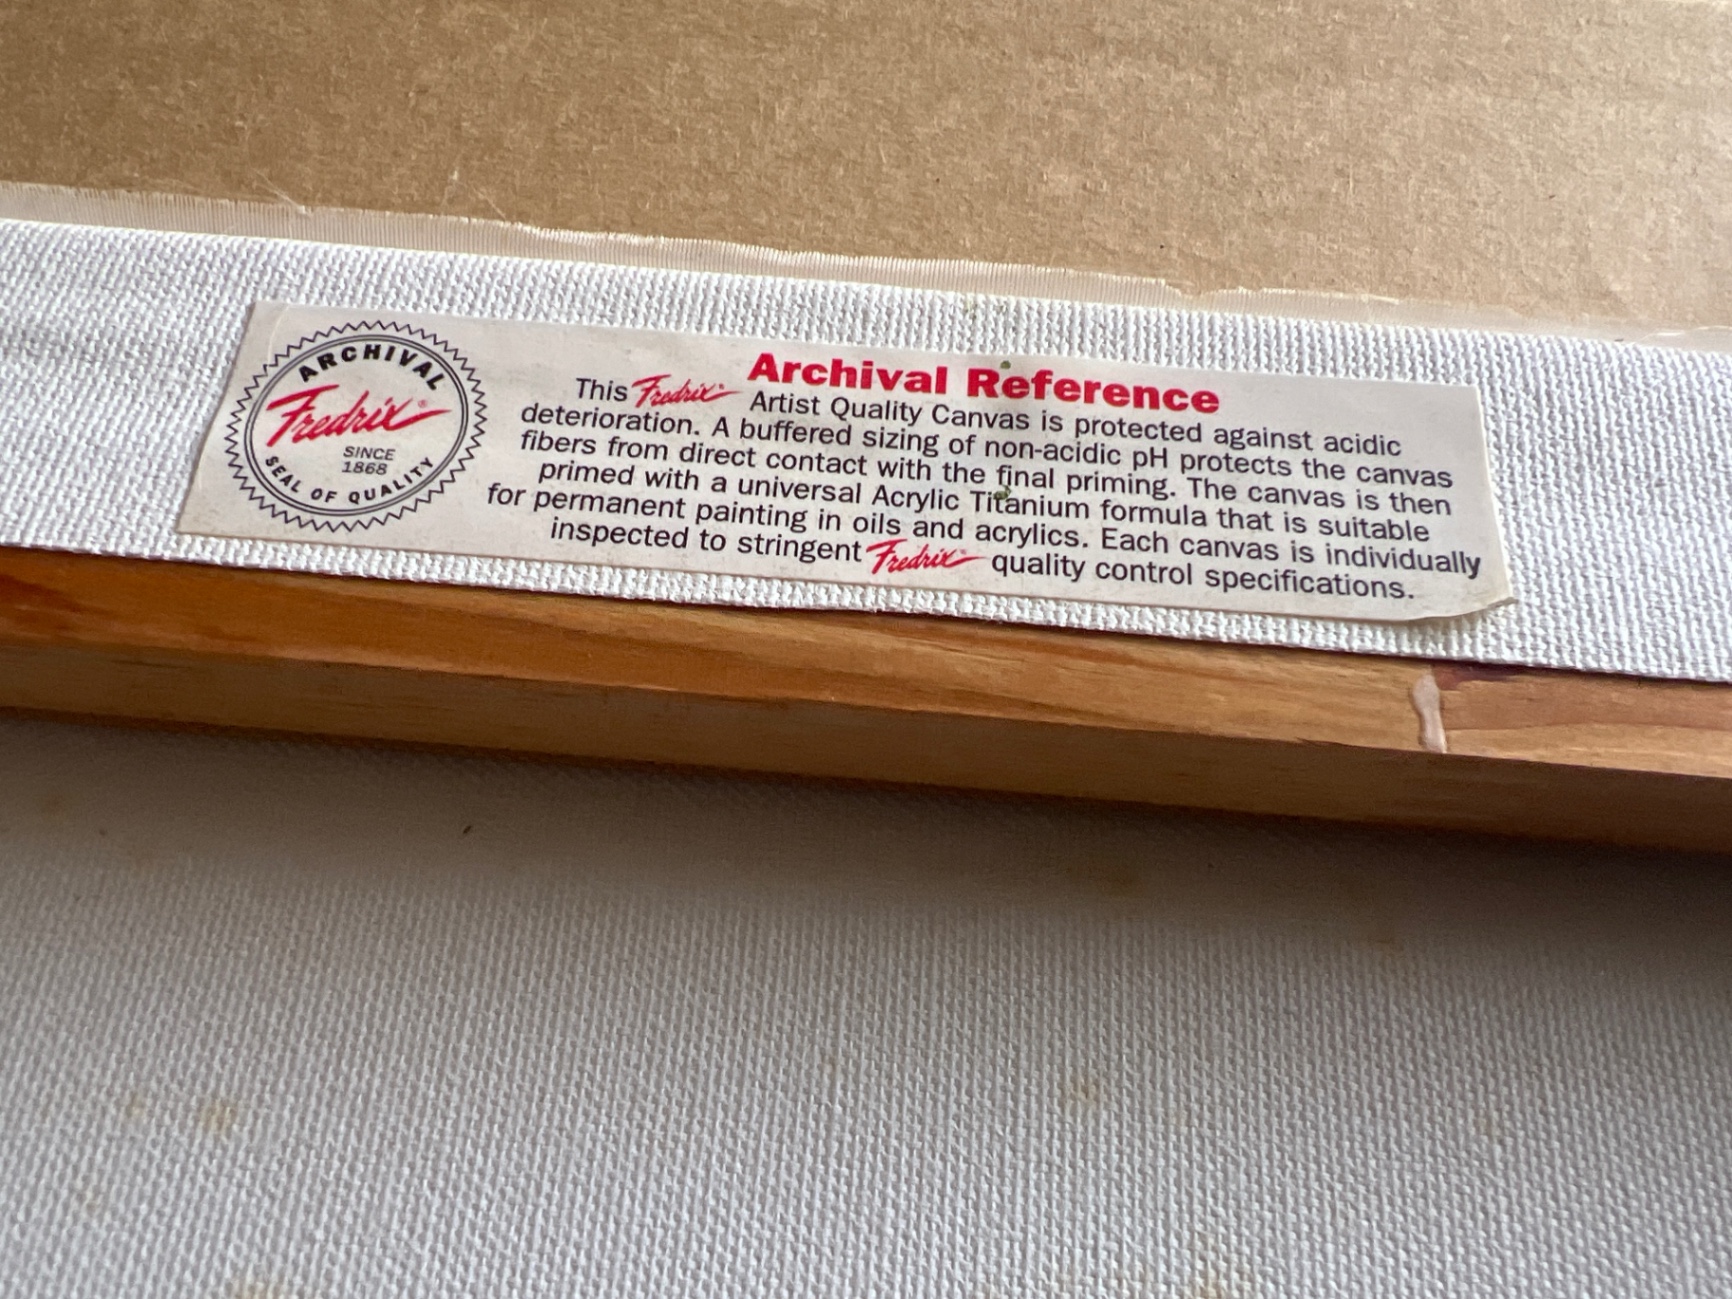 ARCHIVAL
Fredrix®
SINCE
1868
SEAL OF QUALITY
Archival Reference
This Fredrix® Artist Quality Canvas is protected against acidic
deterioration. A buffered sizing of non-acidic pH protects the canvas
fibers from direct contact with the final priming. The canvas is then
primed with a universal Acrylic Titanium formula that is suitable
for permanent painting in oils and acrylics. Each canvas is individually
inspected to stringent Fredrix® quality control specifications.